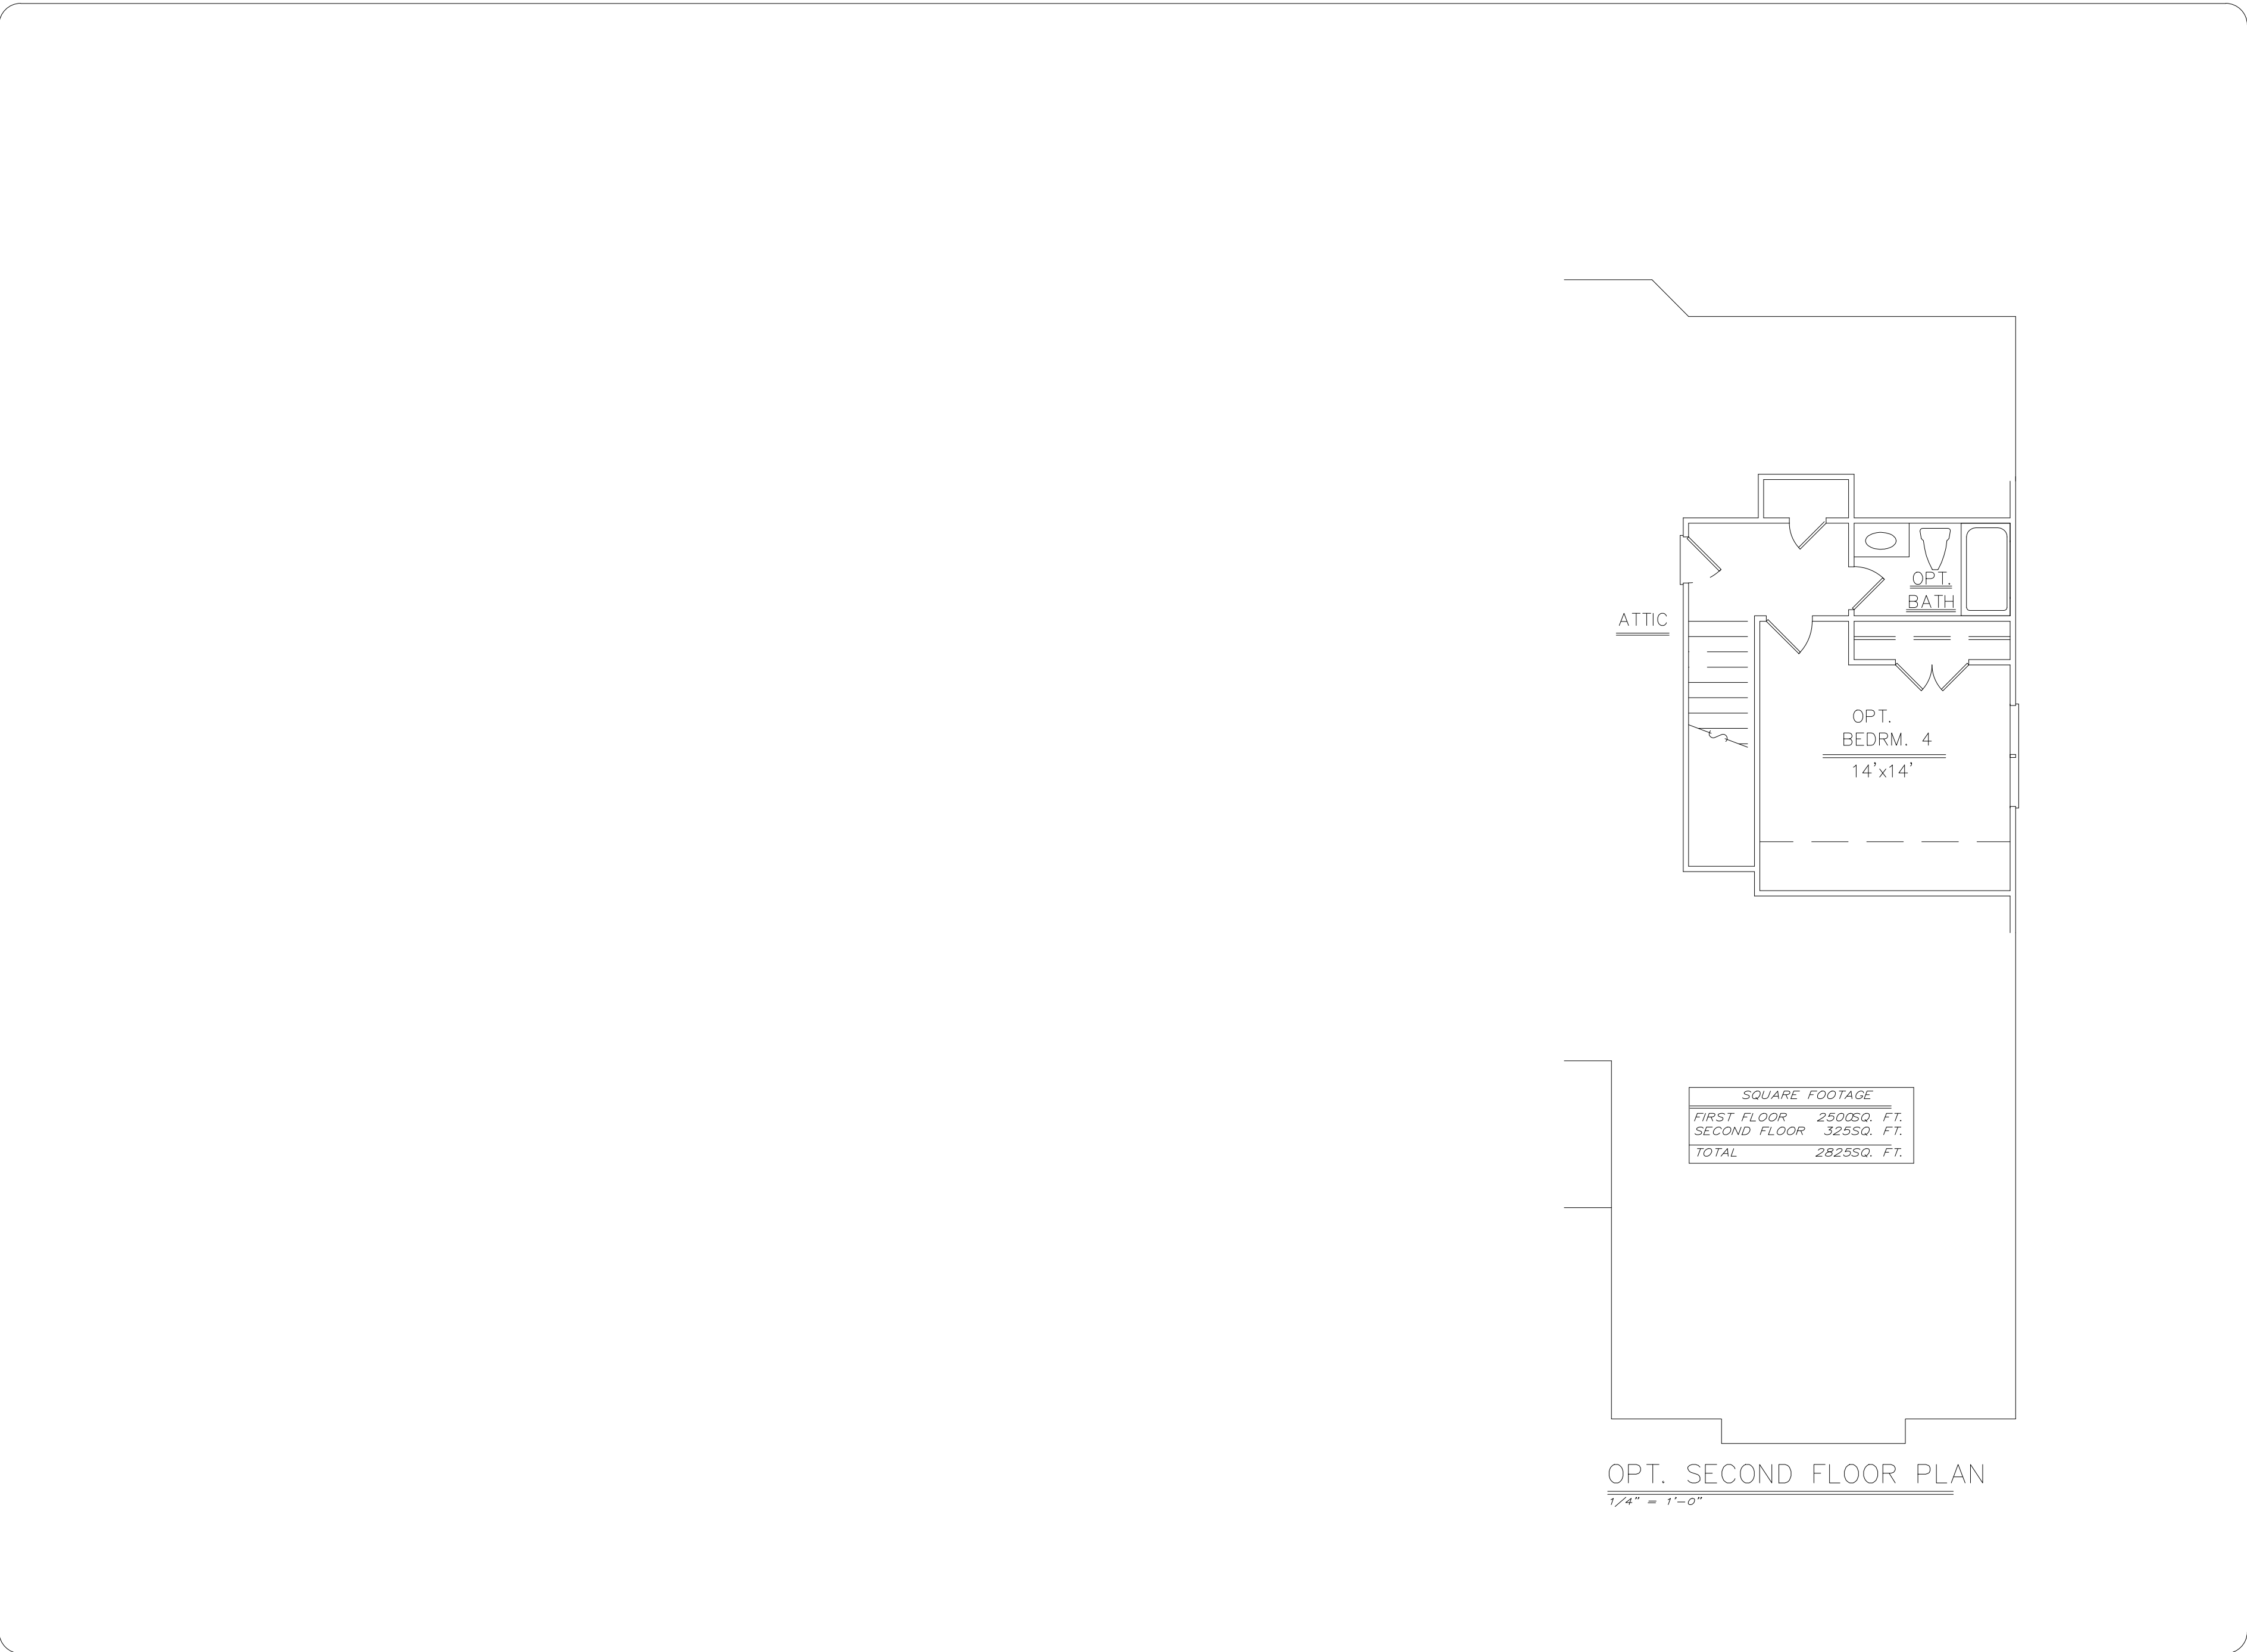 OPT.
BATH
ATTIC
OPT.
BEDRM. 4
14'x14'
SQUARE FOOTAGE
FIRST FLOOR 2500SQ. FT.
SECOND FLOOR 325SQ. FT.
TOTAL 2825SQ. FT.
OPT. SECOND FLOOR PLAN
1/4" = 1'-0"